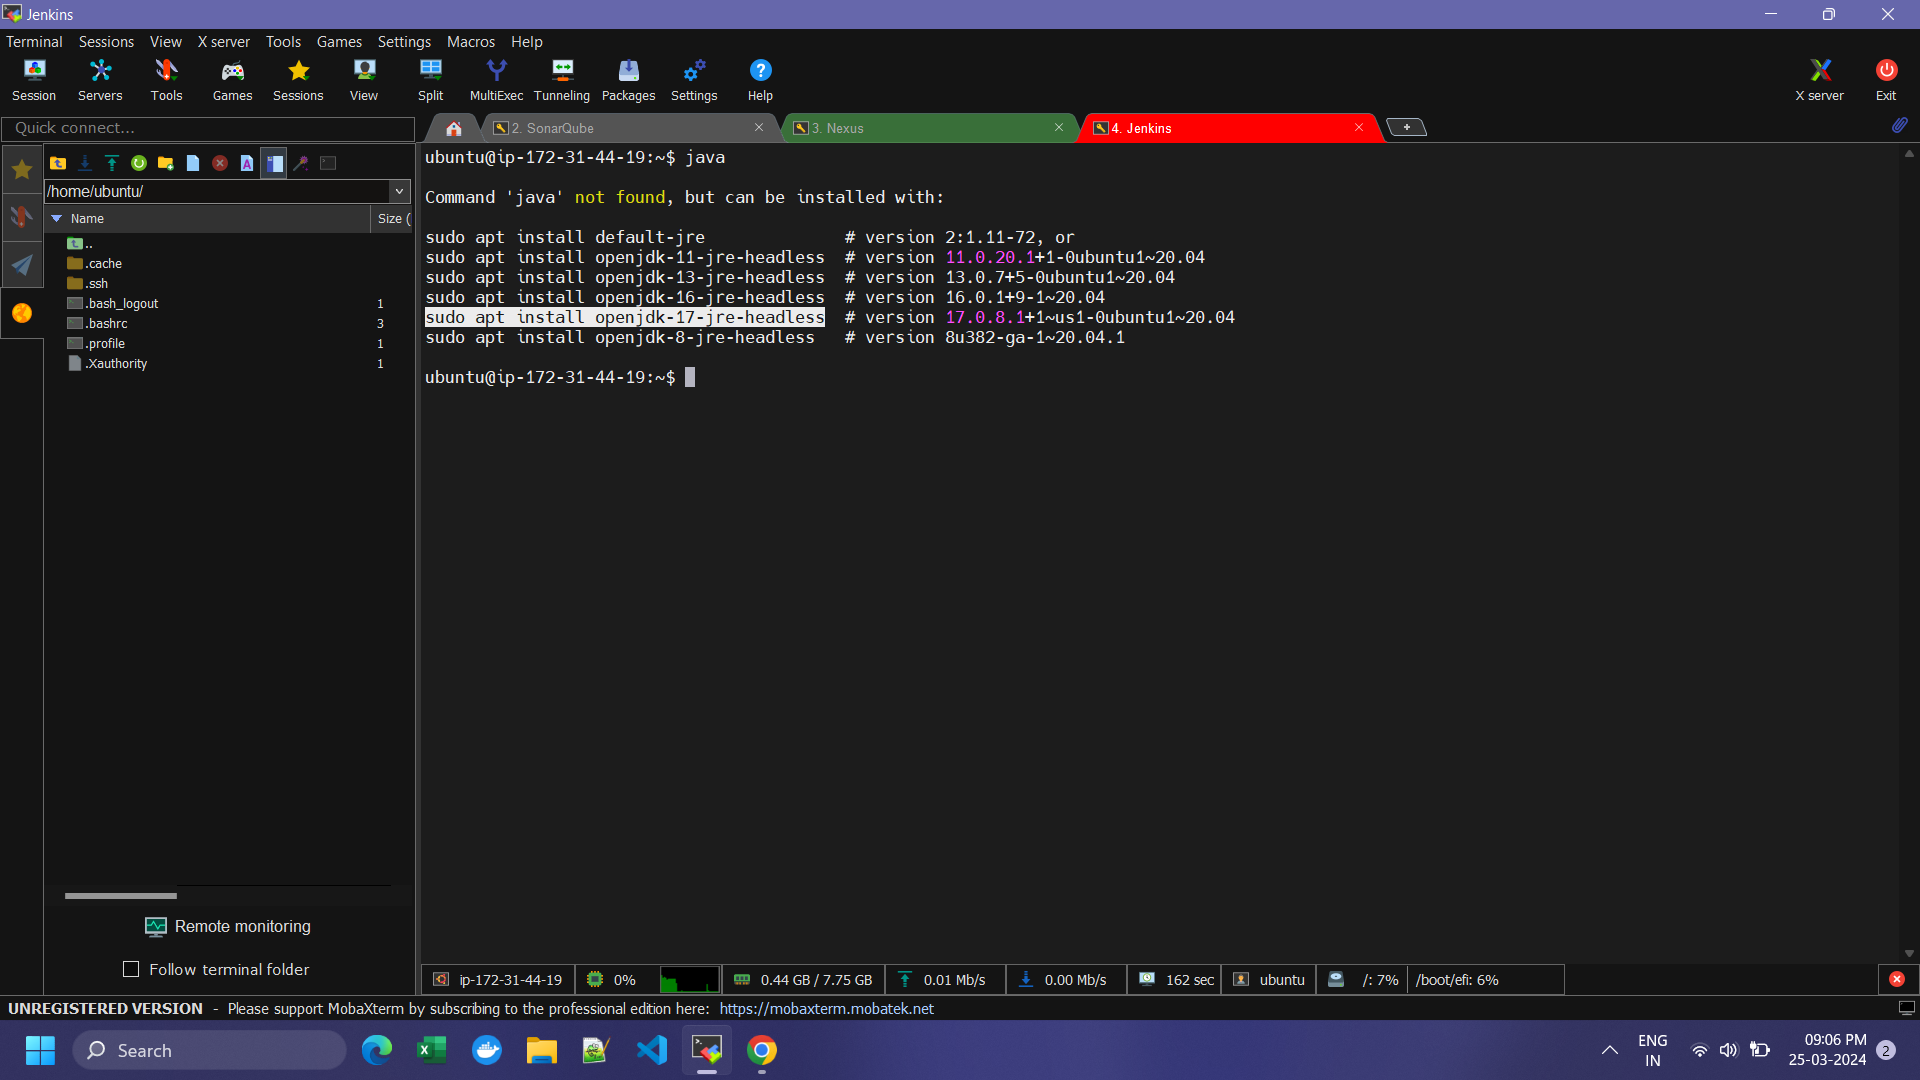 Jenkins
Terminal Sessions View X server Tools Games Settings Macros Help
Session Servers Tools Games Sessions View Split MultiExec Tunneling Packages Settings Help X server Exit
Quick connect...
2. SonarQube
3. Nexus
4. Jenkins
/home/ubuntu/
Name Size (
..
.cache
.ssh
.bash_logout 1
.bashrc 3
.profile 1
.Xauthority 1
Remote monitoring
Follow terminal folder
ubuntu@ip-172-31-44-19:~$ java
Command 'java' not found, but can be installed with:
sudo apt install default-jre # version 2:1.11-72, or
sudo apt install openjdk-11-jre-headless # version 11.0.20.1+1-0ubuntu1~20.04
sudo apt install openjdk-13-jre-headless # version 13.0.7+5-0ubuntu1~20.04
sudo apt install openjdk-16-jre-headless # version 16.0.1+9-1~20.04
sudo apt install openjdk-17-jre-headless # version 17.0.8.1+1~us1-0ubuntu1~20.04
sudo apt install openjdk-8-jre-headless # version 8u382-ga-1~20.04.1
ubuntu@ip-172-31-44-19:~$
ip-172-31-44-19 0% 0.44 GB / 7.75 GB 0.01 Mb/s 0.00 Mb/s 162 sec ubuntu /: 7% /boot/efi: 6%
UNREGISTERED VERSION - Please support MobaXterm by subscribing to the professional edition here: https://mobaxterm.mobatek.net
Search
ENG
IN
09:06 PM
25-03-2024
2